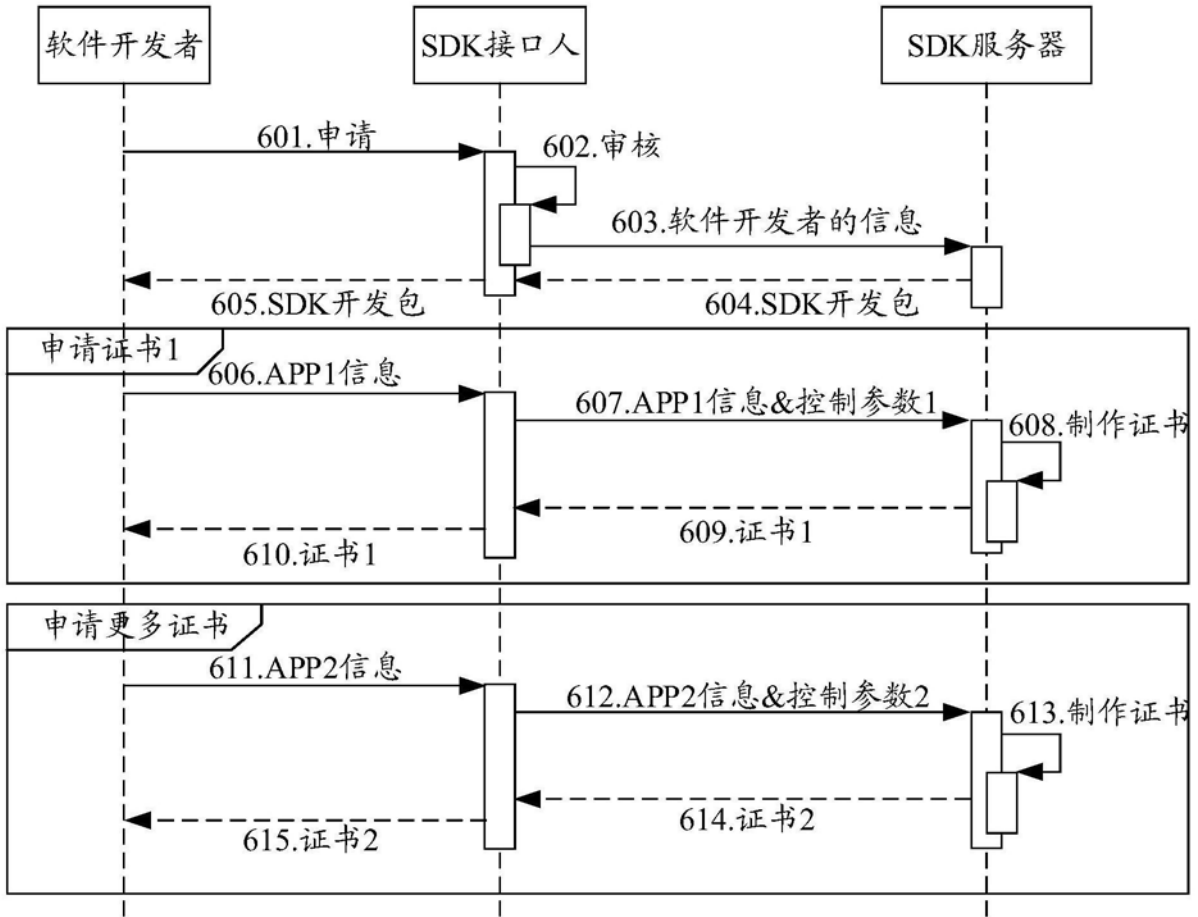 软件开发者
SDK接口人
SDK服务器
601.申请
602.审核
603.软件开发者的信息
604.SDK开发包
605.SDK开发包
申请证书1
606.APP1信息
607.APP1信息&控制参数1
608.制作证书
609.证书1
610.证书1
申请更多证书
611.APP2信息
612.APP2信息&控制参数2
613.制作证书
614.证书2
615.证书2